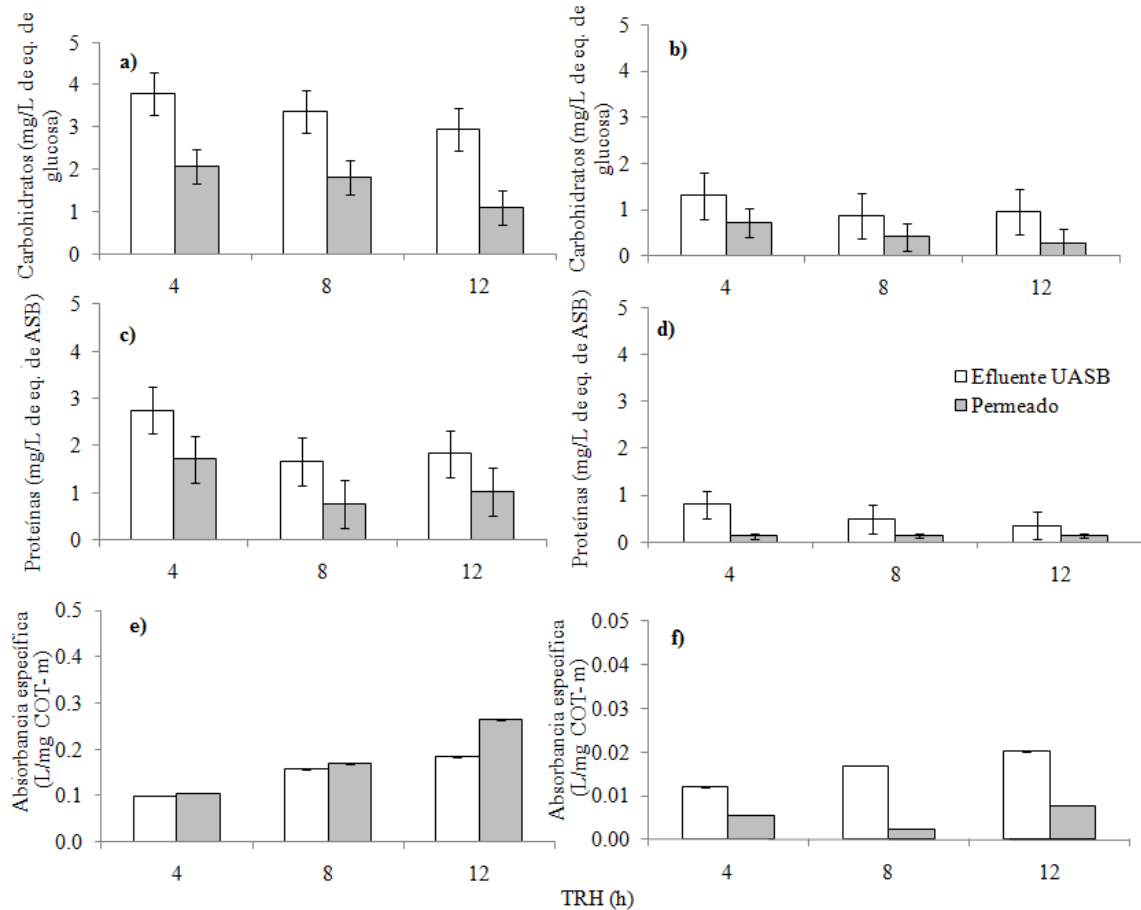 Carbohidratos (mg/L de eq. de
glucosa)
a)
5
4
3
2
1
0
4
8
12
Carbohidratos (mg/L de eq. de
glucosa)
b)
5
4
3
2
1
0
4
8
12
Proteínas (mg/L de eq. de ASB)
c)
5
4
3
2
1
0
4
8
12
Proteínas (mg/L de eq. de ASB)
d)
5
4
3
2
1
0
Efluente UASB
Permeado
4
8
12
Absorbancia específica
(L/mg COT- m)
e)
0.5
0.4
0.3
0.2
0.1
0.0
4
8
12
Absorbancia específica
(L/mg COT- m)
f)
0.05
0.04
0.03
0.02
0.01
0.00
4
8
12
TRH (h)